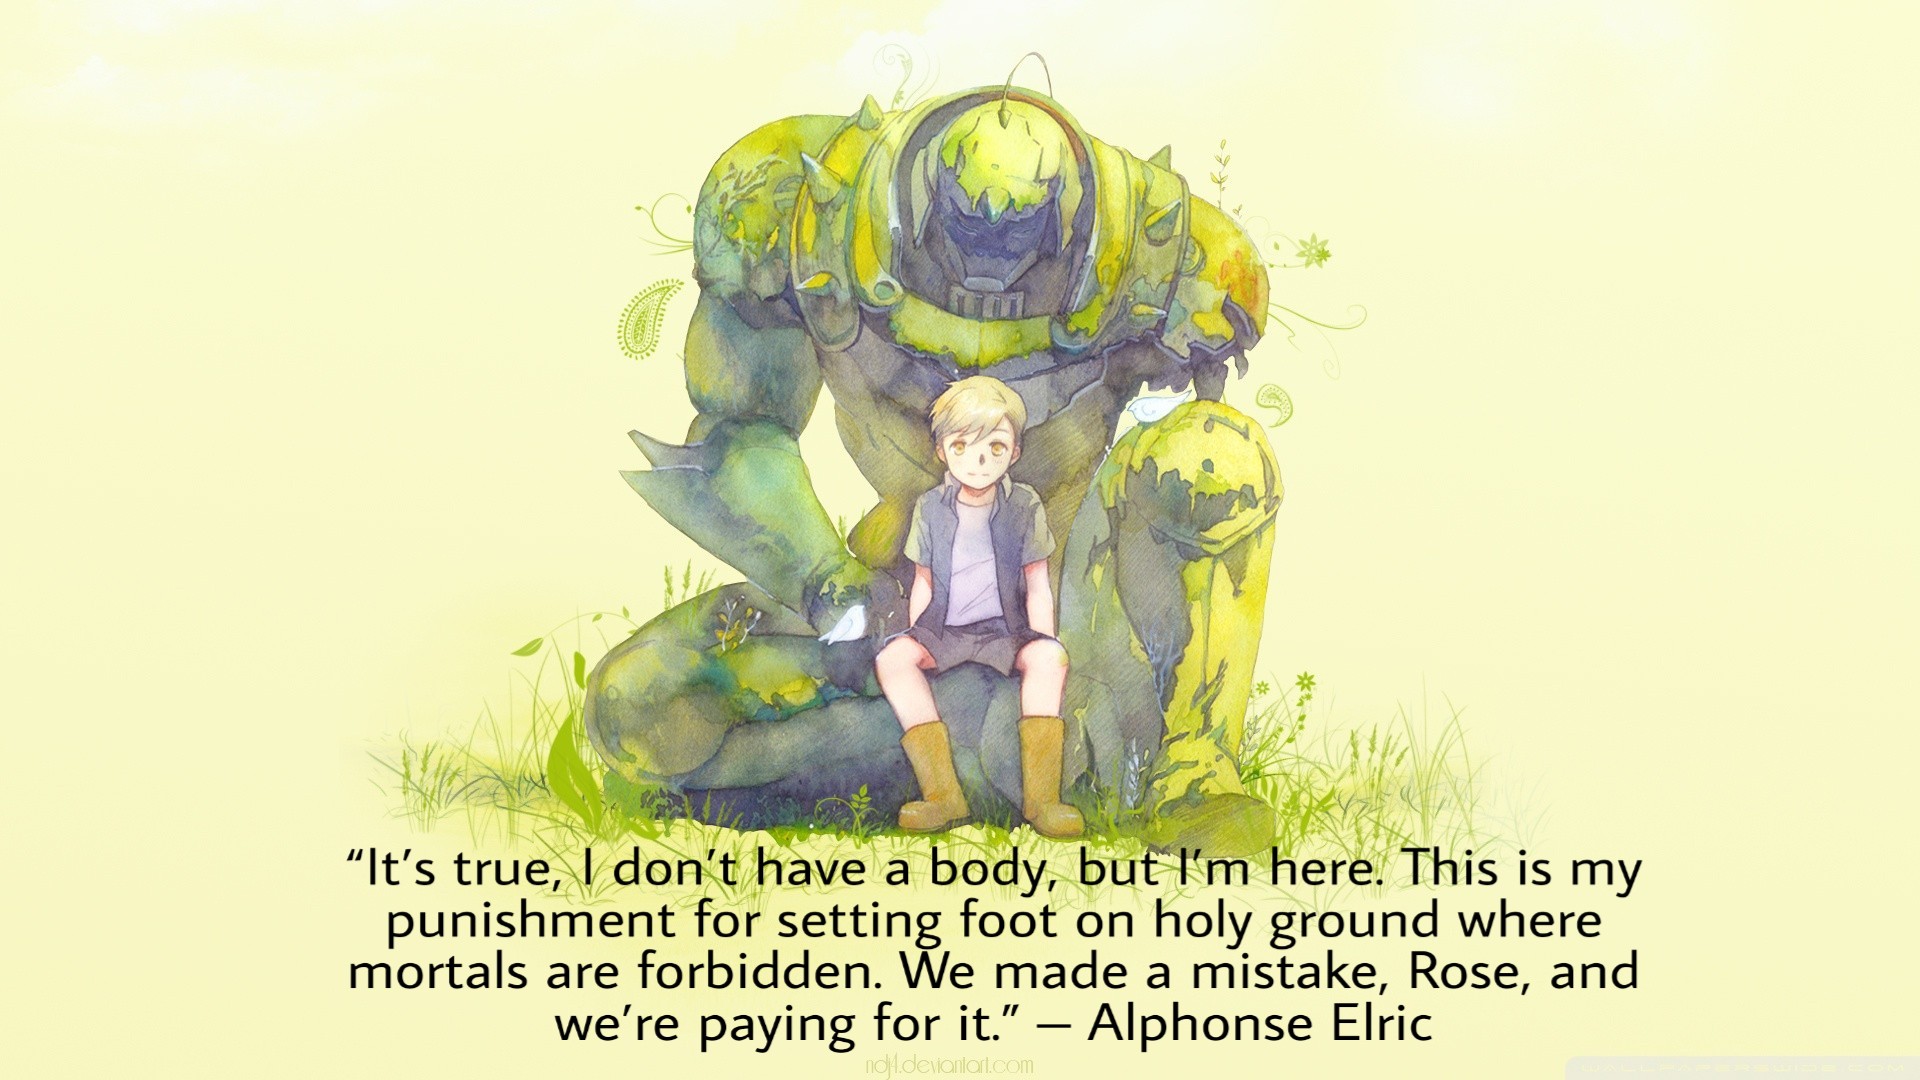 “It’s true, I don’t have a body, but I’m here. This is my
punishment for setting foot on holy ground where
mortals are forbidden. We made a mistake, Rose, and
we’re paying for it.” — Alphonse Elric
ndj4.deviantart.com